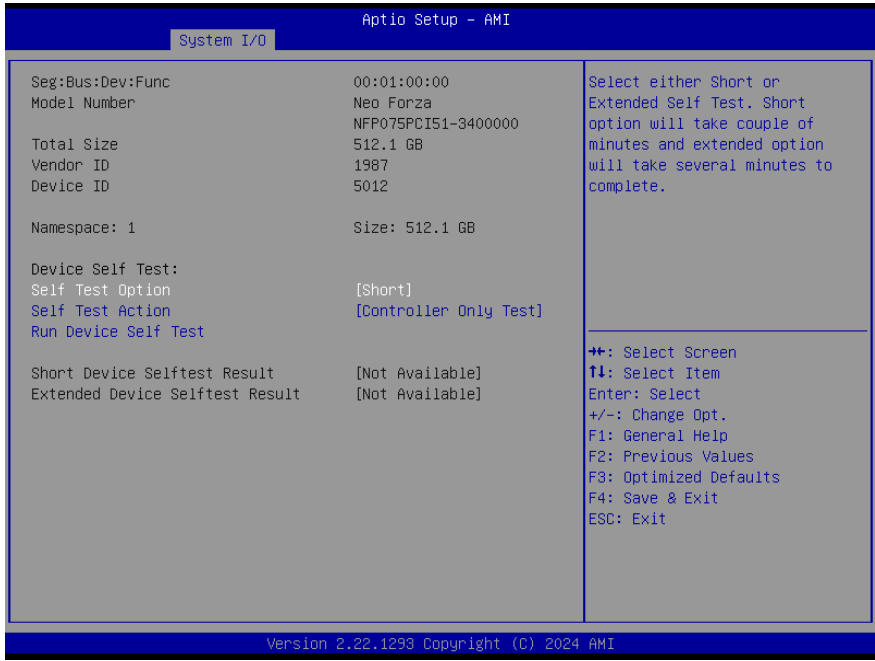 Aptio Setup - AMI
System I/O
Seg:Bus:Dev:Func 00:01:00:00
Model Number Neo Forza
NFP075PCI51-3400000
Total Size 512.1 GB
Vendor ID 1987
Device ID 5012
Namespace: 1 Size: 512.1 GB
Device Self Test:
Self Test Option [Short]
Self Test Action [Controller Only Test]
Run Device Self Test
Short Device Selftest Result [Not Available]
Extended Device Selftest Result [Not Available]
Select either Short or
Extended Self Test. Short
option will take couple of
minutes and extended option
will take several minutes to
complete.
→←: Select Screen
↑↓: Select Item
Enter: Select
+/-: Change Opt.
F1: General Help
F2: Previous Values
F3: Optimized Defaults
F4: Save & Exit
ESC: Exit
Version 2.22.1293 Copyright (C) 2024 AMI